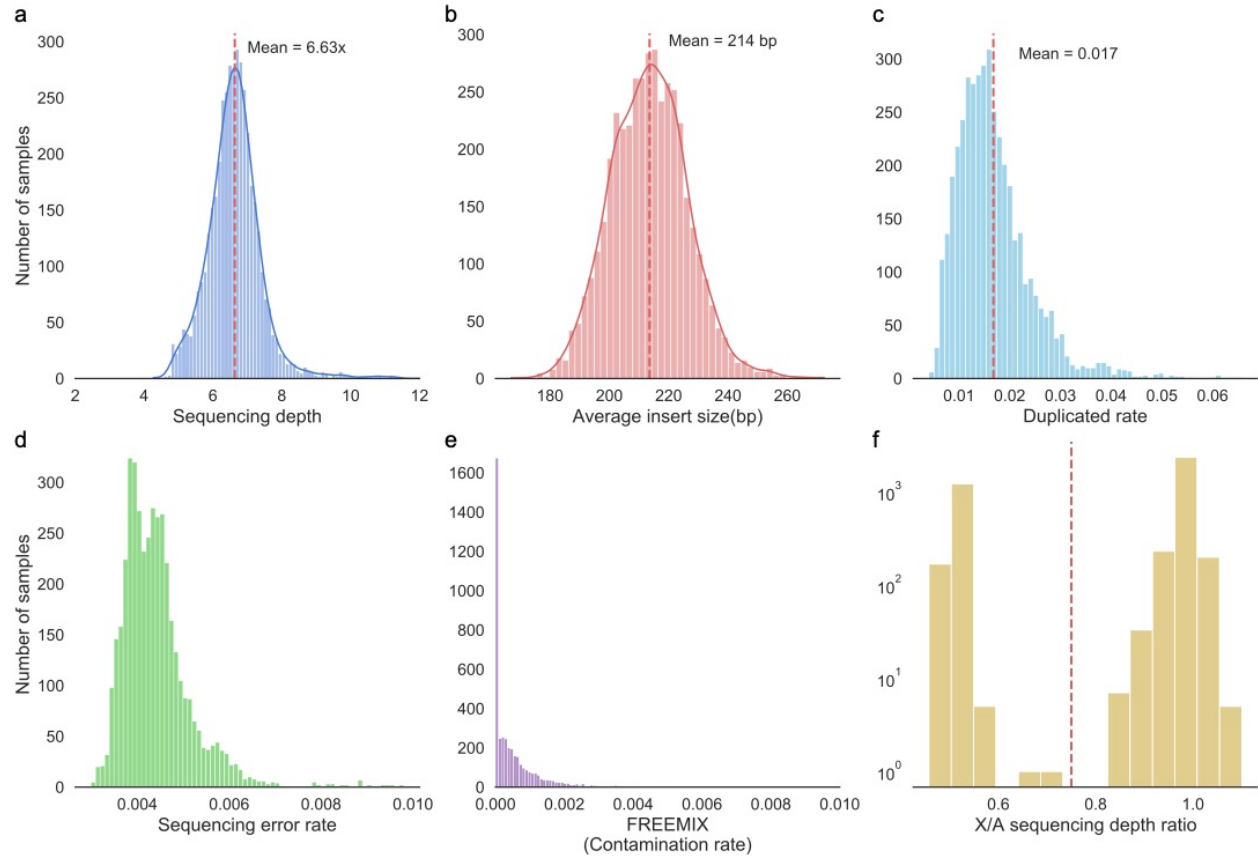 a
Mean = 6.63x
Number of samples
300
250
200
150
100
50
0
2 4 6 8 10 12
Sequencing depth
b
Mean = 214 bp
300
250
200
150
100
50
0
180 200 220 240 260
Average insert size(bp)
c
Mean = 0.017
300
250
200
150
100
50
0
0.01 0.02 0.03 0.04 0.05 0.06
Duplicated rate
d
Number of samples
300
250
200
150
100
50
0
0.004 0.006 0.008 0.010
Sequencing error rate
e
1600
1400
1200
1000
800
600
400
200
0
0.000 0.002 0.004 0.006 0.008 0.010
FREEMIX
(Contamination rate)
f
10³
10²
10¹
10⁰
0.6 0.8 1.0
X/A sequencing depth ratio